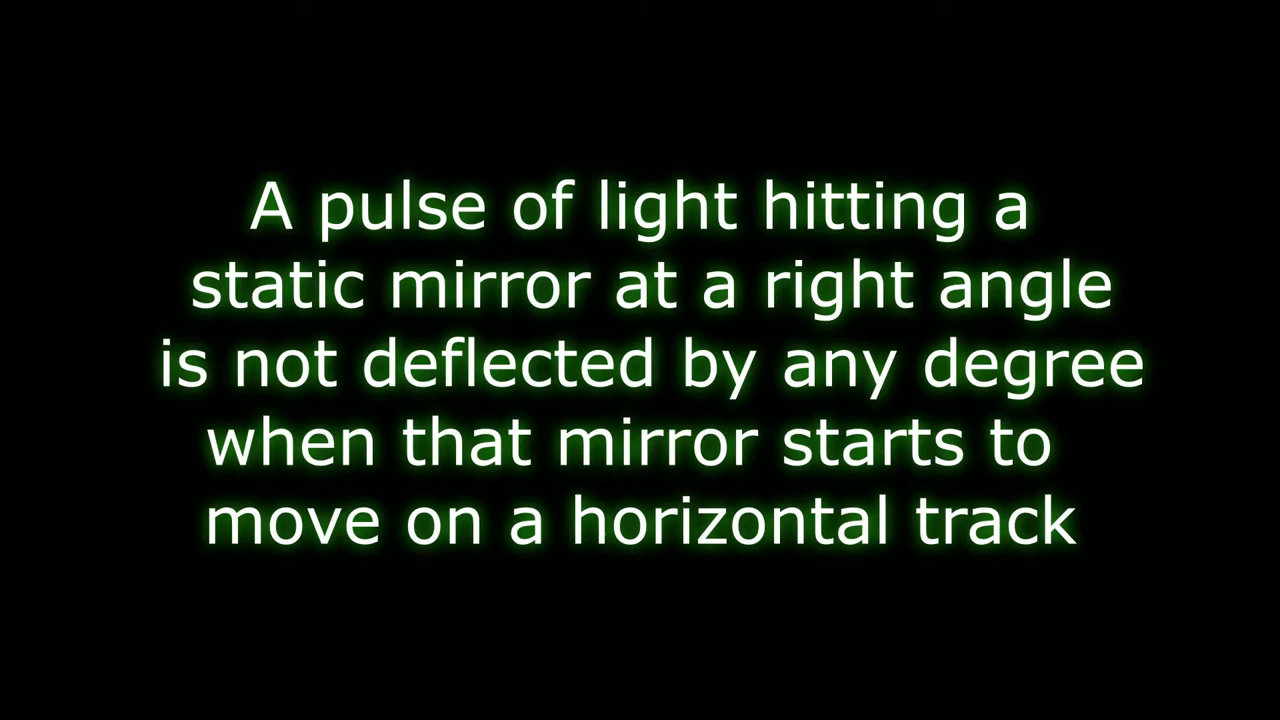 A pulse of light hitting a
static mirror at a right angle
is not deflected by any degree
when that mirror starts to
move on a horizontal track